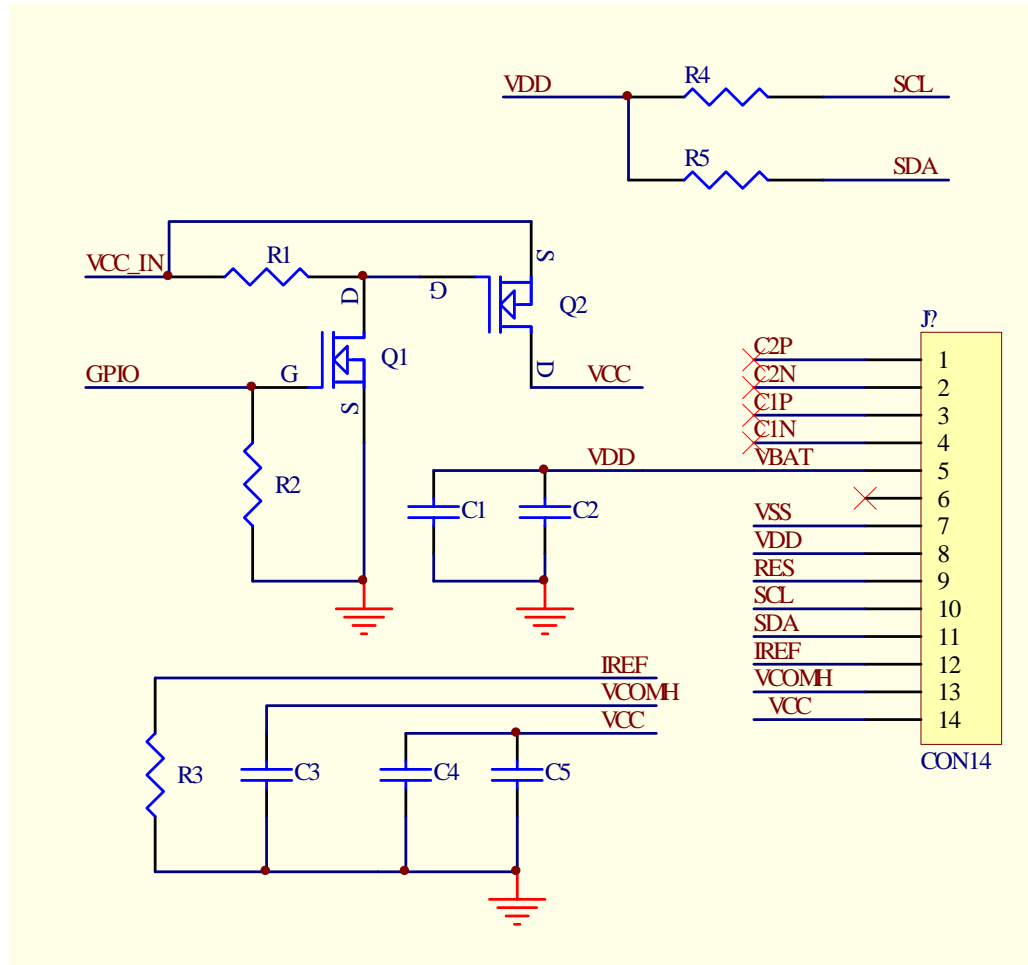 VDD
R4
SCL
R5
SDA
VCC_IN
R1
D
G
S
Q2
D
VCC
GPIO
G
Q1
S
R2
VDD
C1
C2
J?
C2P 1
C2N 2
C1P 3
C1N 4
VBAT 5
6
VSS 7
VDD 8
RES 9
SCL 10
SDA 11
IREF 12
VCOMH 13
VCC 14
CON14
IREF
VCOMH
VCC
R3
C3
C4
C5